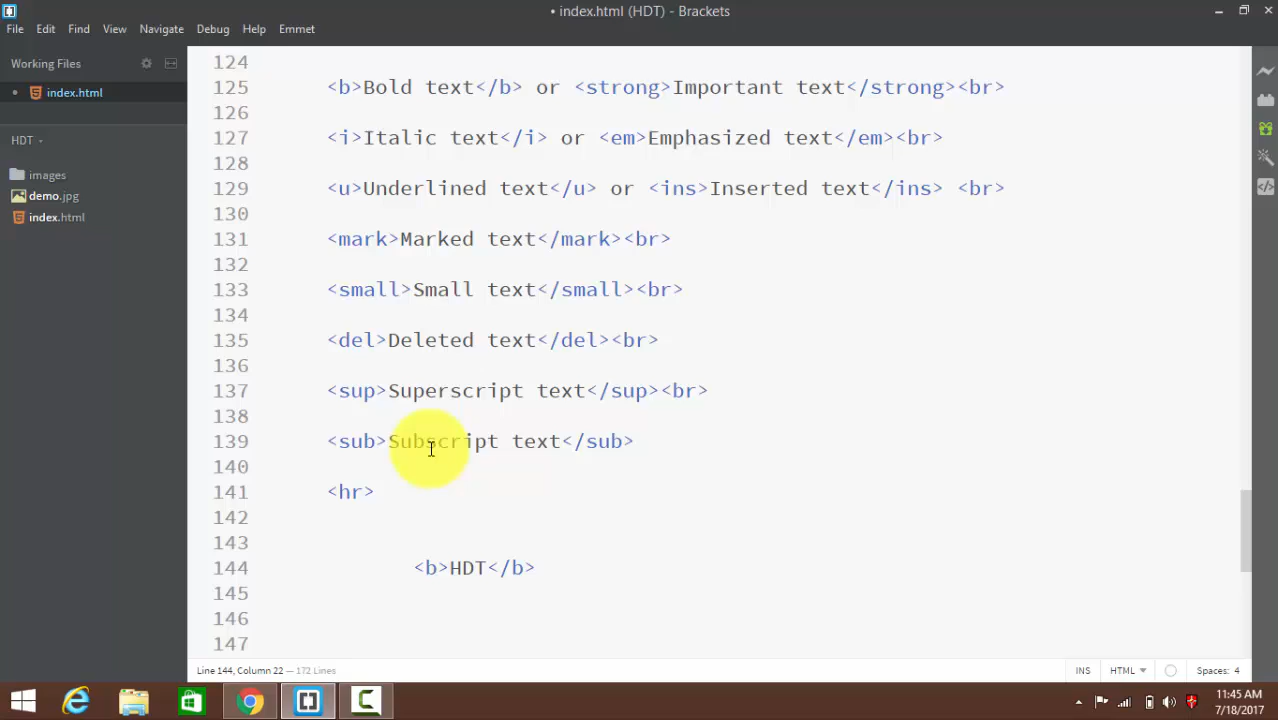 • index.html (HDT) - Brackets
File Edit Find View Navigate Debug Help Emmet
Working Files
• index.html
HDT
images
demo.jpg
index.html
124
125 <b>Bold text</b> or <strong>Important text</strong><br>
126
127 <i>Italic text</i> or <em>Emphasized text</em><br>
128
129 <u>Underlined text</u> or <ins>Inserted text</ins> <br>
130
131 <mark>Marked text</mark><br>
132
133 <small>Small text</small><br>
134
135 <del>Deleted text</del><br>
136
137 <sup>Superscript text</sup><br>
138
139 <sub>Subscript text</sub>
140
141 <hr>
142
143
144 <b>HDT</b>
145
146
147
Line 144, Column 22 — 172 Lines INS HTML Spaces: 4
11:45 AM
7/18/2017